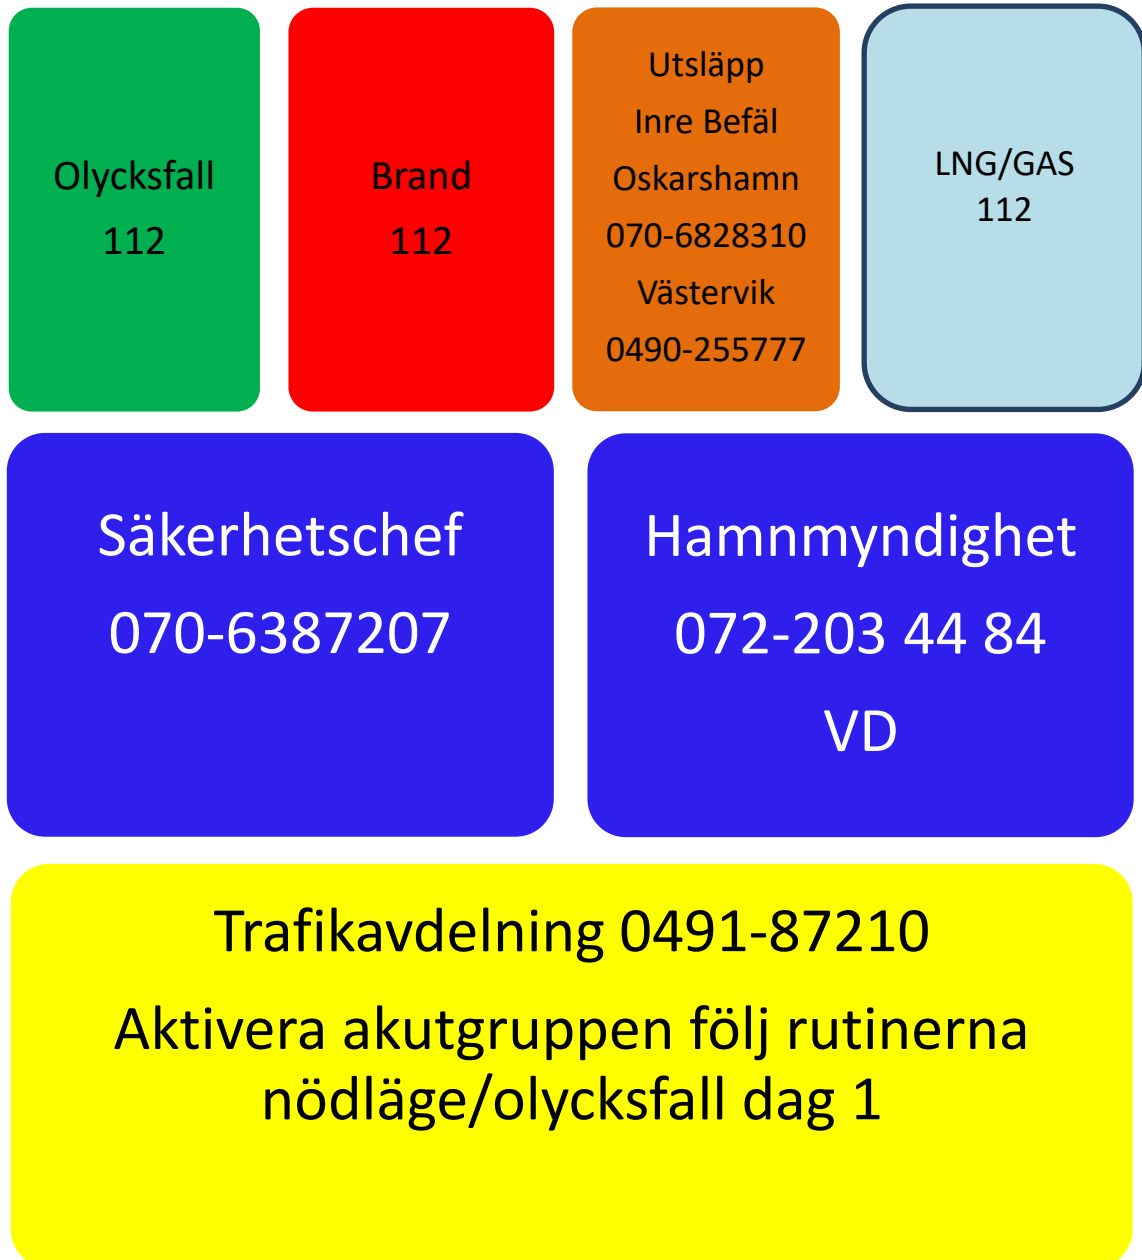 Olycksfall
112
Brand
112
Utsläpp
Inre Befäl
Oskarshamn
070-6828310
Västervik
0490-255777
LNG/GAS
112
Säkerhetschef
070-6387207
Hamnmyndighet
072-203 44 84
VD
Trafikavdelning 0491-87210
Aktivera akutgruppen följ rutinerna
nödläge/olycksfall dag 1